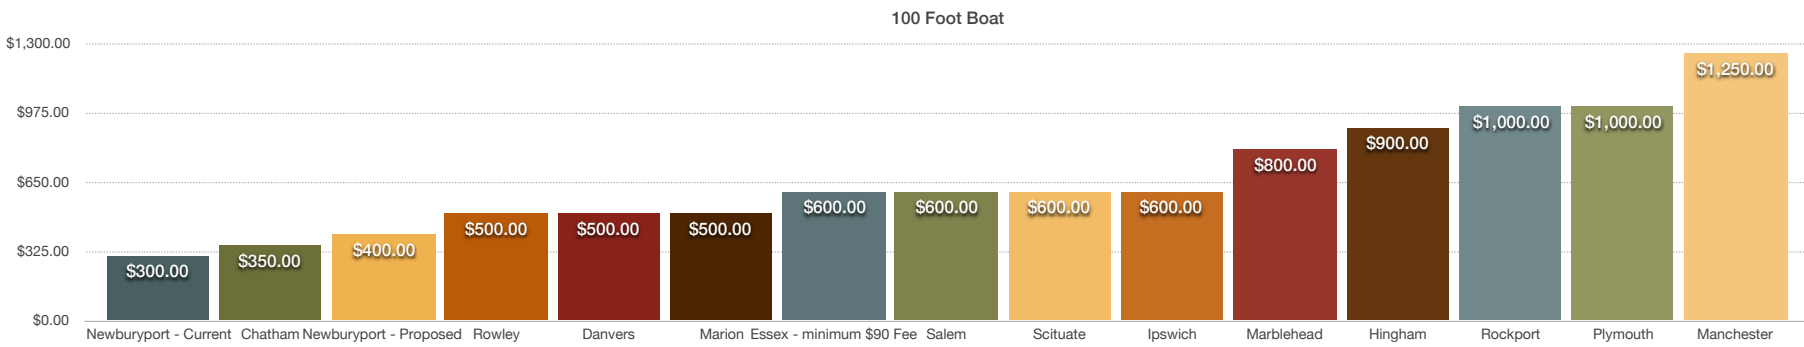 100 Foot Boat
$1,300.00
$975.00
$650.00
$325.00
$0.00
$300.00
$350.00
$400.00
$500.00
$500.00
$500.00
$600.00
$600.00
$600.00
$600.00
$800.00
$900.00
$1,000.00
$1,000.00
$1,250.00
Newburyport - Current
Chatham
Newburyport - Proposed
Rowley
Danvers
Marion
Essex - minimum $90 Fee
Salem
Scituate
Ipswich
Marblehead
Hingham
Rockport
Plymouth
Manchester